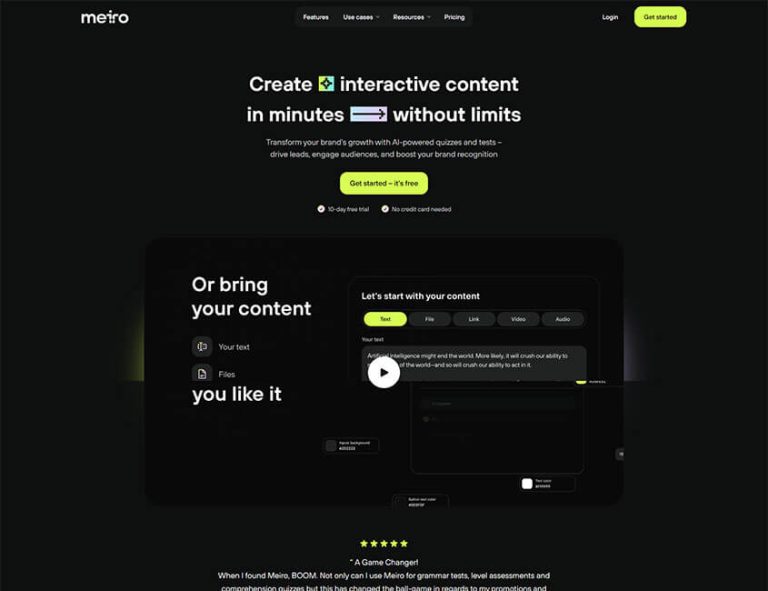 meiro
Features Use cases Resources Pricing
Login
Get started
Create interactive content
in minutes without limits
Transform your brand's growth with AI-powered quizzes and tests –
drive leads, engage audiences, and boost your brand recognition
Get started – it's free
10-day free trial No credit card needed
Or bring
your content
Your text
Files
you like it
Let's start with your content
Text File Link Video Audio
Your text
Artificial Intelligence might end the world. More likely, it will crush our ability to
of the world—and so will crush our ability to act in it.
Text color
Button text color
★★★★★
" A Game Changer!
When I found Meiro, BOOM. Not only can I use Meiro for grammar tests, level assessments and
comprehension quizzes but this has changed the ball-game in regards to my promotions and